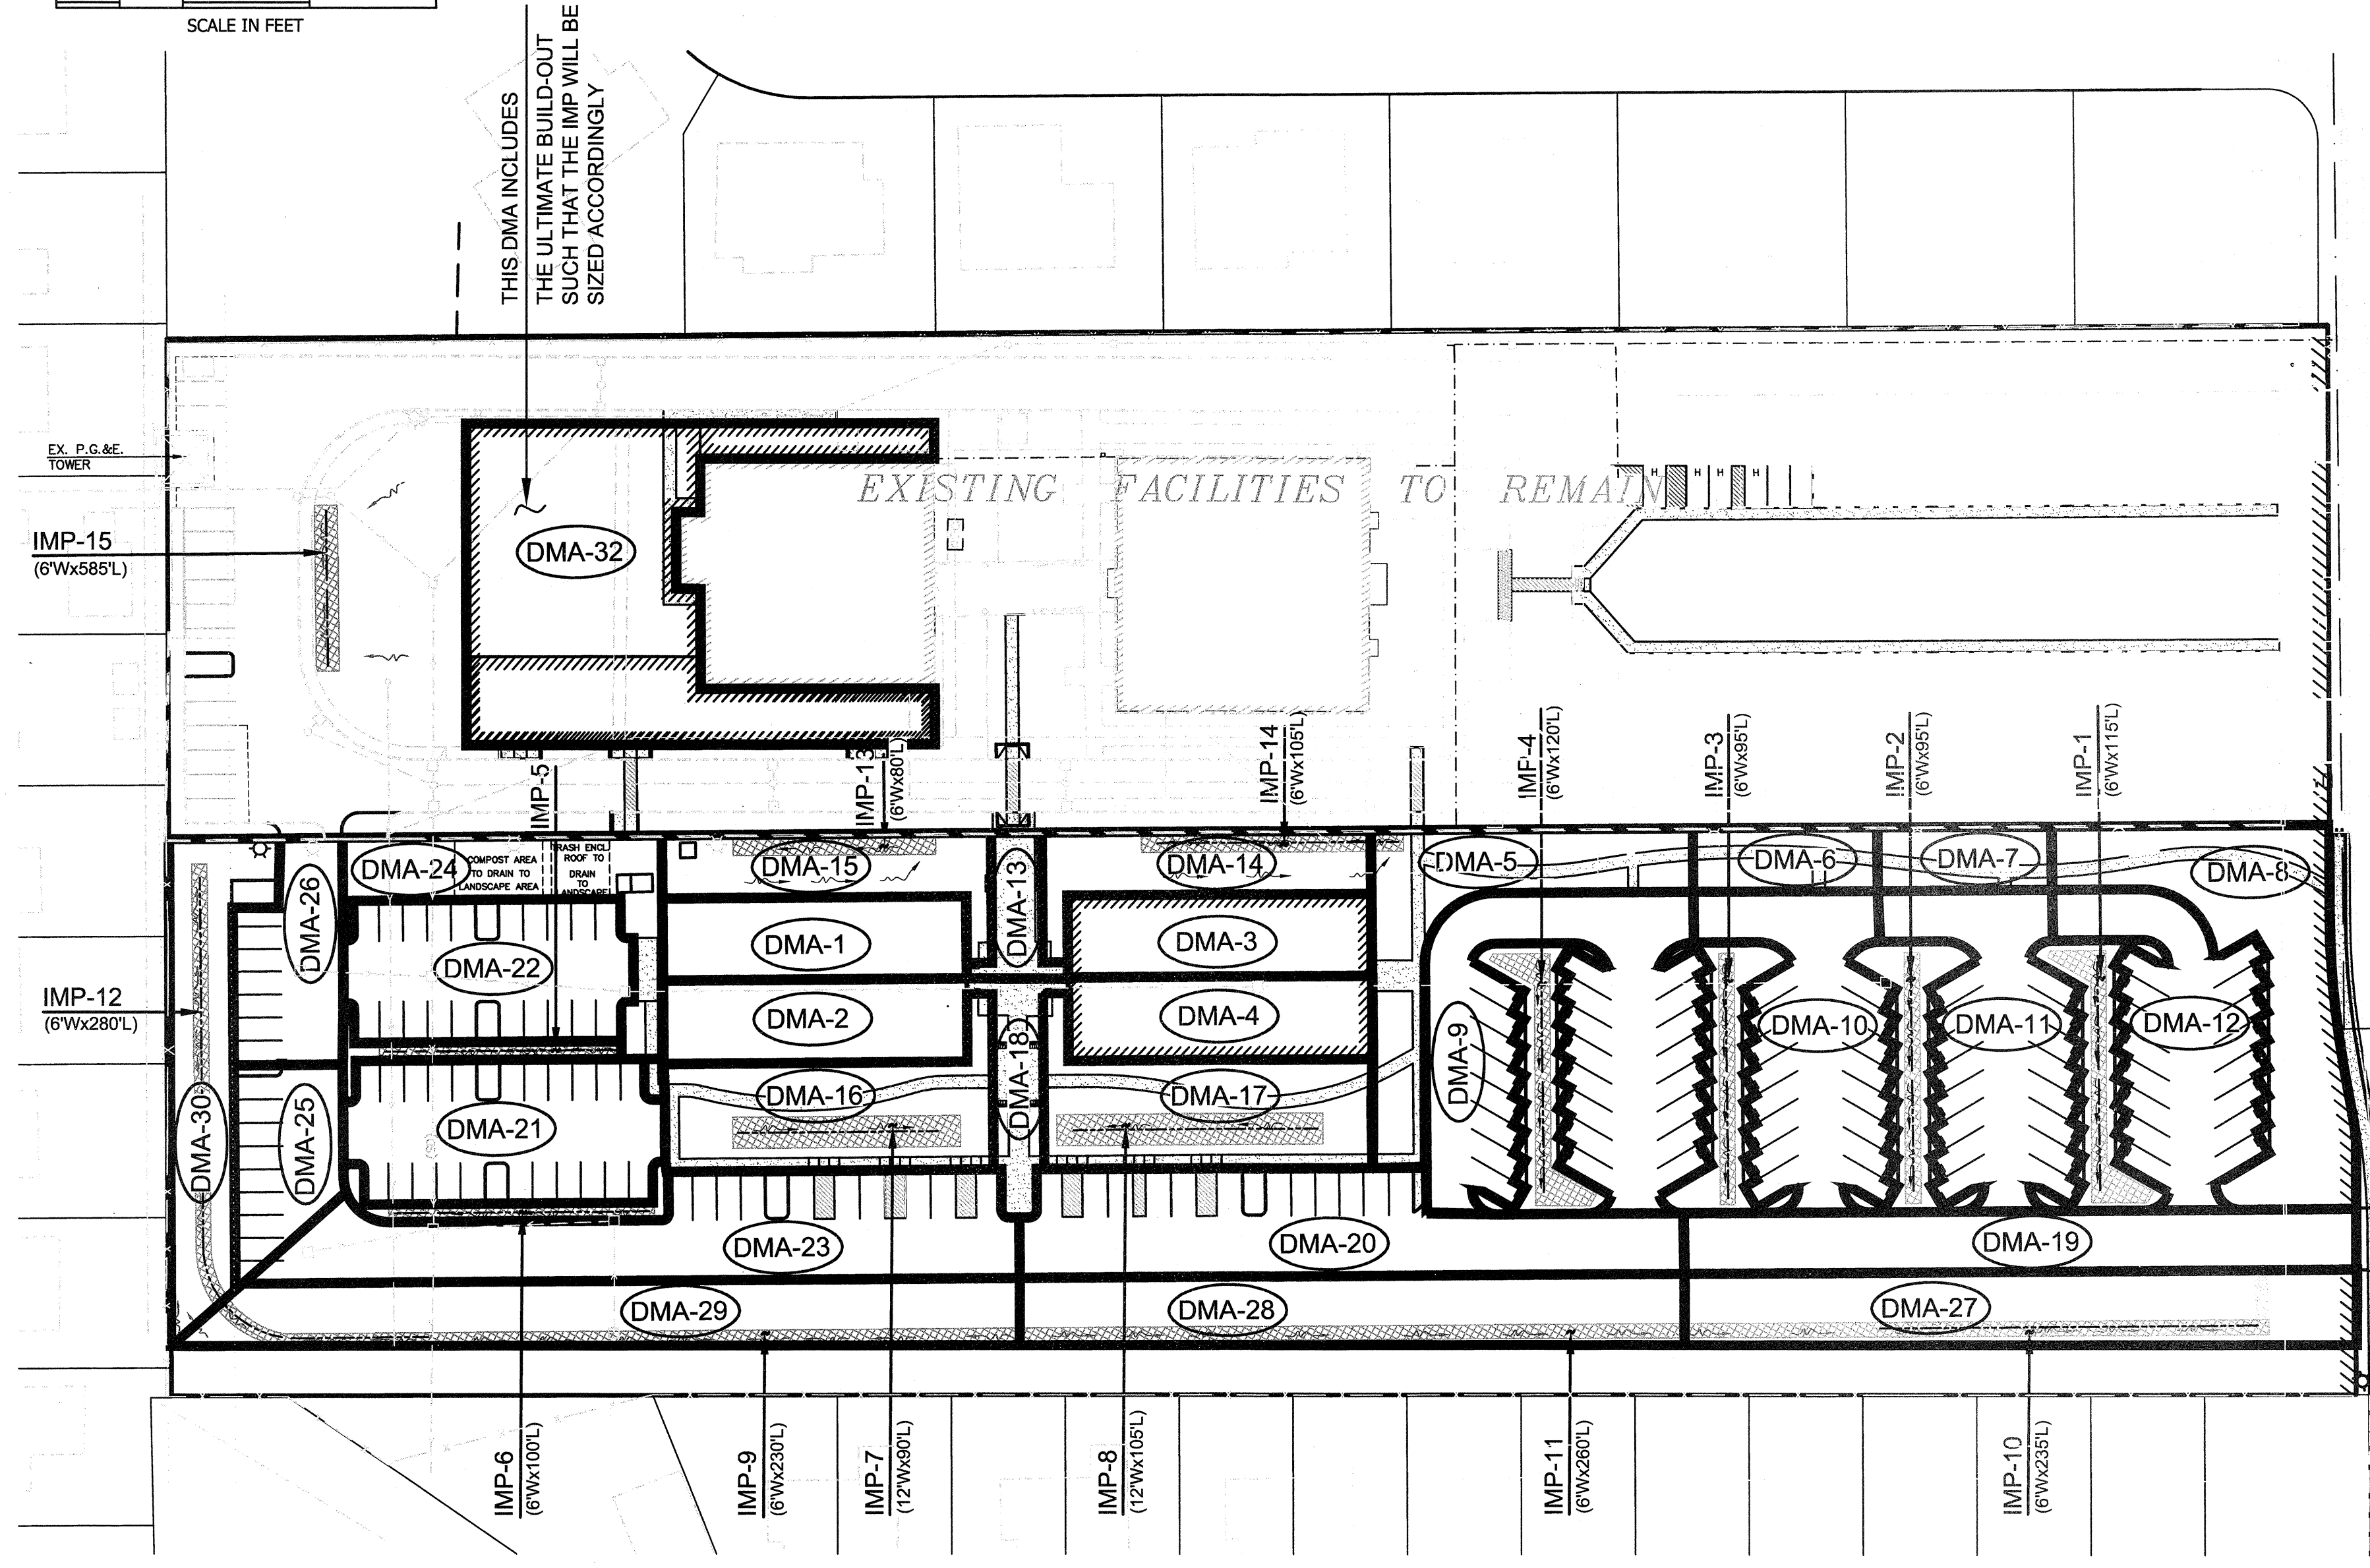 SCALE IN FEET
THIS DMA INCLUDES
THE ULTIMATE BUILD-OUT
SUCH THAT THE IMP WILL BE
SIZED ACCORDINGLY
EX. P.G.&E.
TOWER
EXISTING FACILITIES TO REMAIN
H H H H
IMP-15
(6'Wx585'L)
DMA-32
IMP-5
IMP-13
(6'Wx80'L)
IMP-14
(6'Wx105'L)
IMP-4
(6'Wx120'L)
IMP-3
(6'Wx95'L)
IMP-2
(6'Wx95'L)
IMP-1
(6'Wx115'L)
DMA-24
COMPOST AREA
TO DRAIN TO
LANDSCAPE AREA
TRASH ENCL.
ROOF TO
DRAIN
TO
LANDSCAPE
DMA-15
DMA-14
DMA-5
DMA-6
DMA-7
DMA-8
DMA-26
DMA-13
DMA-1
DMA-3
DMA-22
IMP-12
(6'Wx280'L)
DMA-2
DMA-4
DMA-9
DMA-10
DMA-11
DMA-12
DMA-18
DMA-16
DMA-17
DMA-30
DMA-25
DMA-21
DMA-23
DMA-20
DMA-19
DMA-29
DMA-28
DMA-27
IMP-6
(6'Wx100'L)
IMP-9
(6'Wx230'L)
IMP-7
(12'Wx90'L)
IMP-8
(12'Wx105'L)
IMP-11
(6'Wx260'L)
IMP-10
(6'Wx235'L)